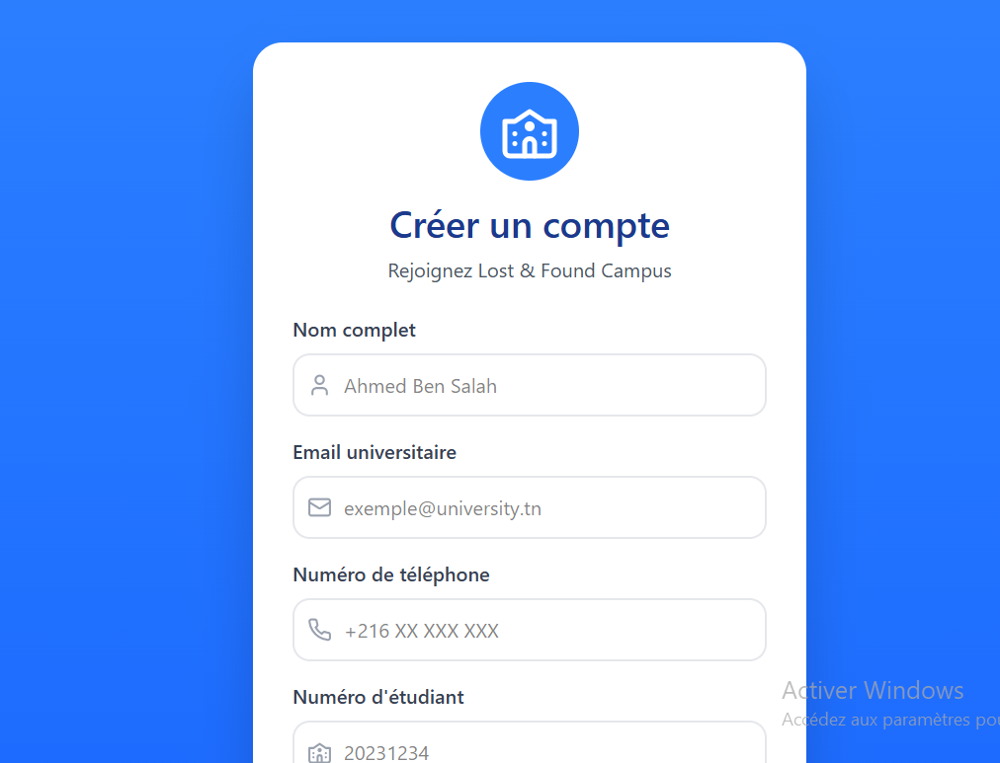 Créer un compte
Rejoignez Lost & Found Campus
Nom complet
Ahmed Ben Salah
Email universitaire
exemple@university.tn
Numéro de téléphone
+216 XX XXX XXX
Numéro d'étudiant
20231234
Activer Windows
Accédez aux paramètres